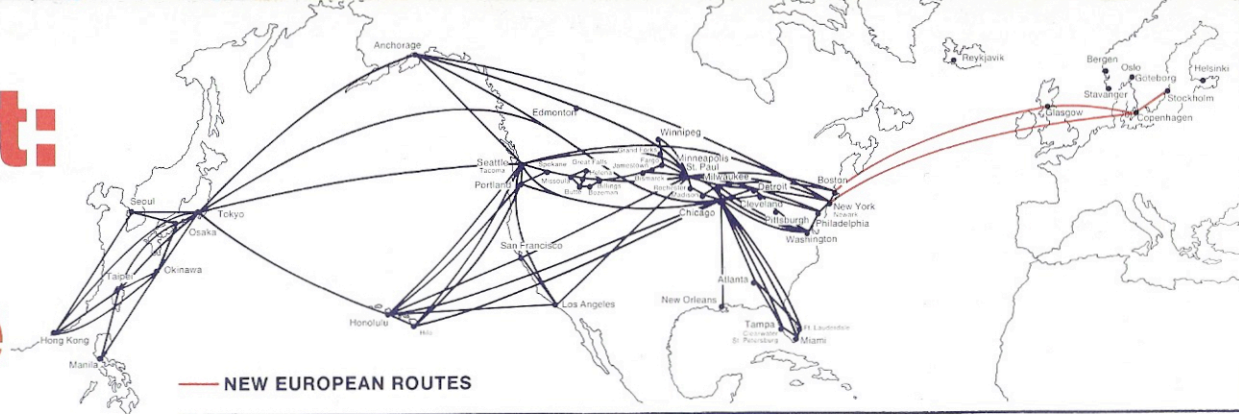 t:
Anchorage
Reykjavik
Bergen
Oslo
Helsinki
Göteborg
Stavanger
Stockholm
Edmonton
Glasgow
Copenhagen
Winnipeg
Grand Forks
Fargo
Minneapolis
St. Paul
Jamestown
Bismarck
Seattle
Tacoma
Spokane
Great Falls
Helena
Missoula
Billings
Butte
Bozeman
Portland
Rochester
Madison
Milwaukee
Detroit
Boston
Cleveland
Chicago
New York
Newark
Pittsburgh
Philadelphia
Washington
Seoul
Tokyo
Osaka
San Francisco
Taipei
Okinawa
Atlanta
Los Angeles
New Orleans
Honolulu
Hilo
Tampa
Clearwater
St. Petersburg
Ft. Lauderdale
Miami
Hong Kong
Manila
NEW EUROPEAN ROUTES